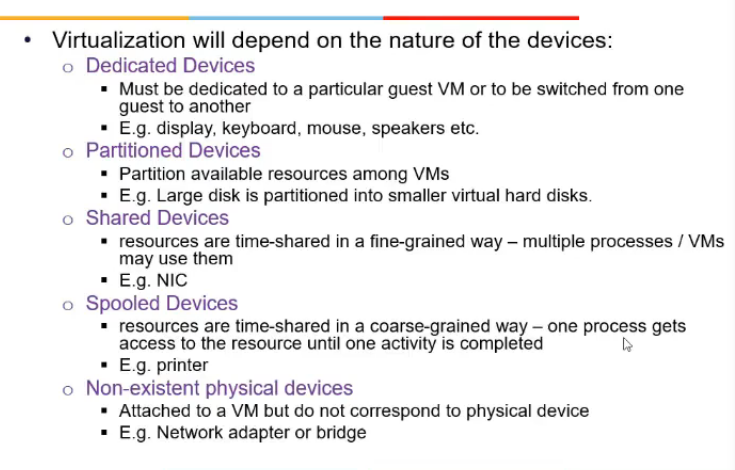 • Virtualization will depend on the nature of the devices:
o Dedicated Devices
▪ Must be dedicated to a particular guest VM or to be switched from one
guest to another
▪ E.g. display, keyboard, mouse, speakers etc.
o Partitioned Devices
▪ Partition available resources among VMs
▪ E.g. Large disk is partitioned into smaller virtual hard disks.
o Shared Devices
▪ resources are time-shared in a fine-grained way – multiple processes / VMs
may use them
▪ E.g. NIC
o Spooled Devices
▪ resources are time-shared in a coarse-grained way – one process gets
access to the resource until one activity is completed
▪ E.g. printer
o Non-existent physical devices
▪ Attached to a VM but do not correspond to physical device
▪ E.g. Network adapter or bridge